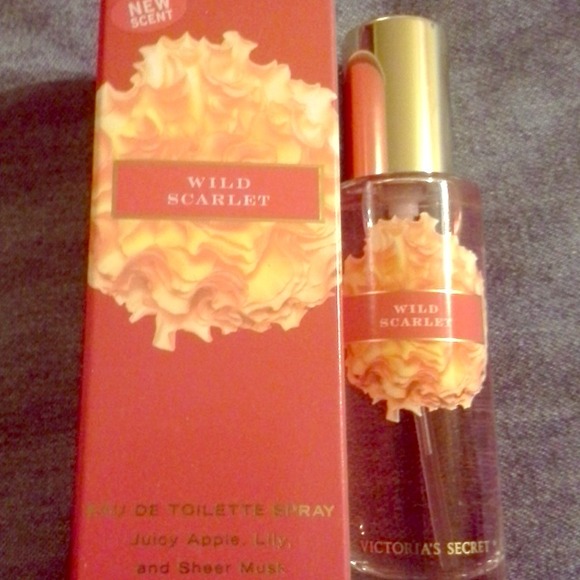 NEW
SCENT
WILD
SCARLET
EAU DE TOILETTE SPRAY
Juicy Apple, Lily,
and Sheer Musk
WILD
SCARLET
VICTORIA'S SECRET